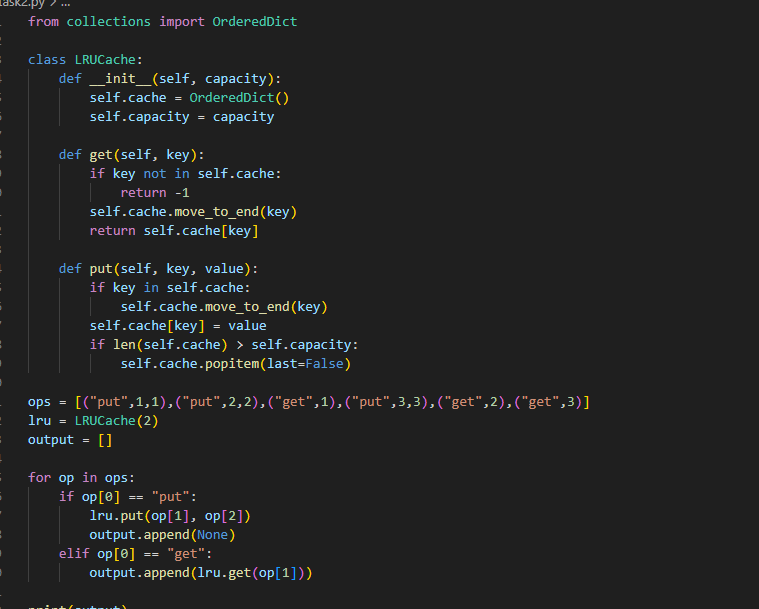 task2.py > ...
from collections import OrderedDict
class LRUCache:
    def __init__(self, capacity):
        self.cache = OrderedDict()
        self.capacity = capacity
    def get(self, key):
        if key not in self.cache:
            return -1
        self.cache.move_to_end(key)
        return self.cache[key]
    def put(self, key, value):
        if key in self.cache:
            self.cache.move_to_end(key)
        self.cache[key] = value
        if len(self.cache) > self.capacity:
            self.cache.popitem(last=False)
ops = [("put",1,1),("put",2,2),("get",1),("put",3,3),("get",2),("get",3)]
lru = LRUCache(2)
output = []
for op in ops:
    if op[0] == "put":
        lru.put(op[1], op[2])
        output.append(None)
    elif op[0] == "get":
        output.append(lru.get(op[1]))
print(output)